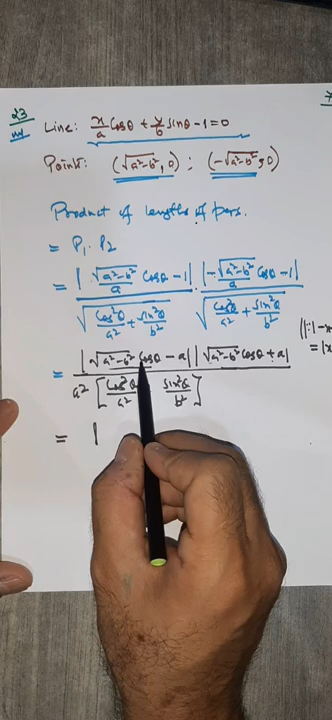 23
Line: x/a cosθ + y/b sinθ - 1 = 0
Points: (√a²-b², 0) ; (-√a²-b², 0)
Product of lengths of pers.
= P₁ · P₂
= |√a²-b²/a cosθ - 1| / √cos²θ/a² + sin²θ/b² · |-√a²-b²/a cosθ - 1| / √cos²θ/a² + sin²θ/b²
= |√a²-b² cosθ - a| |√a²-b² cosθ + a| / a² [cos²θ/a² sin²θ/b²]
(|∵|-x
= |x
= |